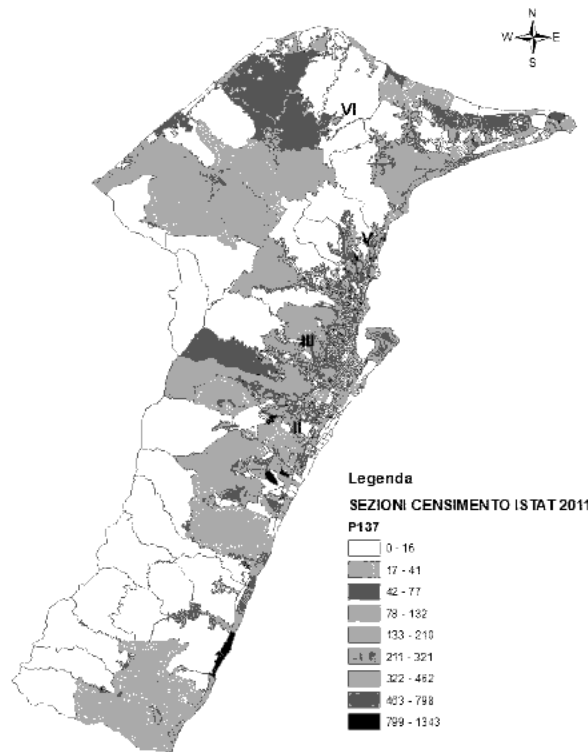 N
W E
S
VI
V
III
II
Legenda
SEZIONI CENSIMENTO ISTAT 2011
P137
0 - 16
17 - 41
42 - 77
78 - 132
133 - 210
211 - 321
322 - 462
463 - 798
799 - 1343